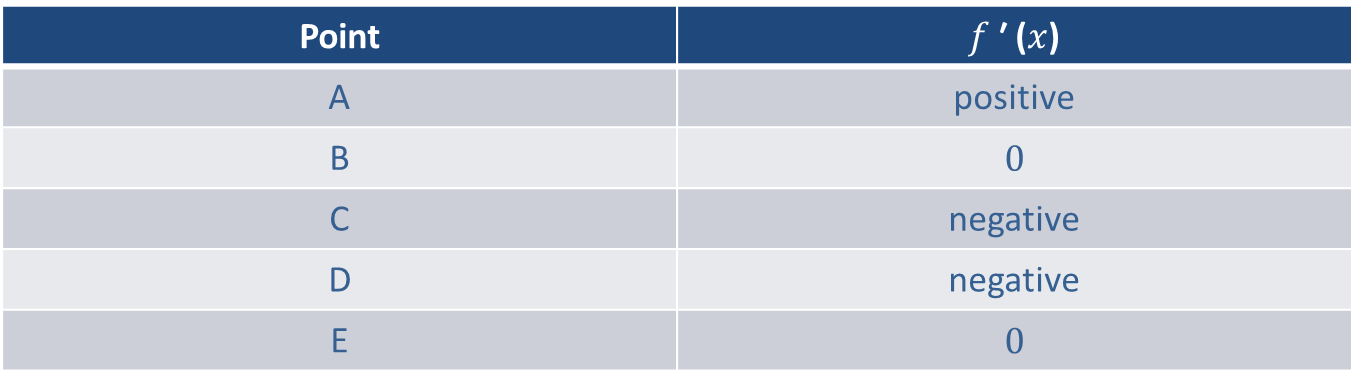 Point f ′(x)
A positive
B 0
C negative
D negative
E 0